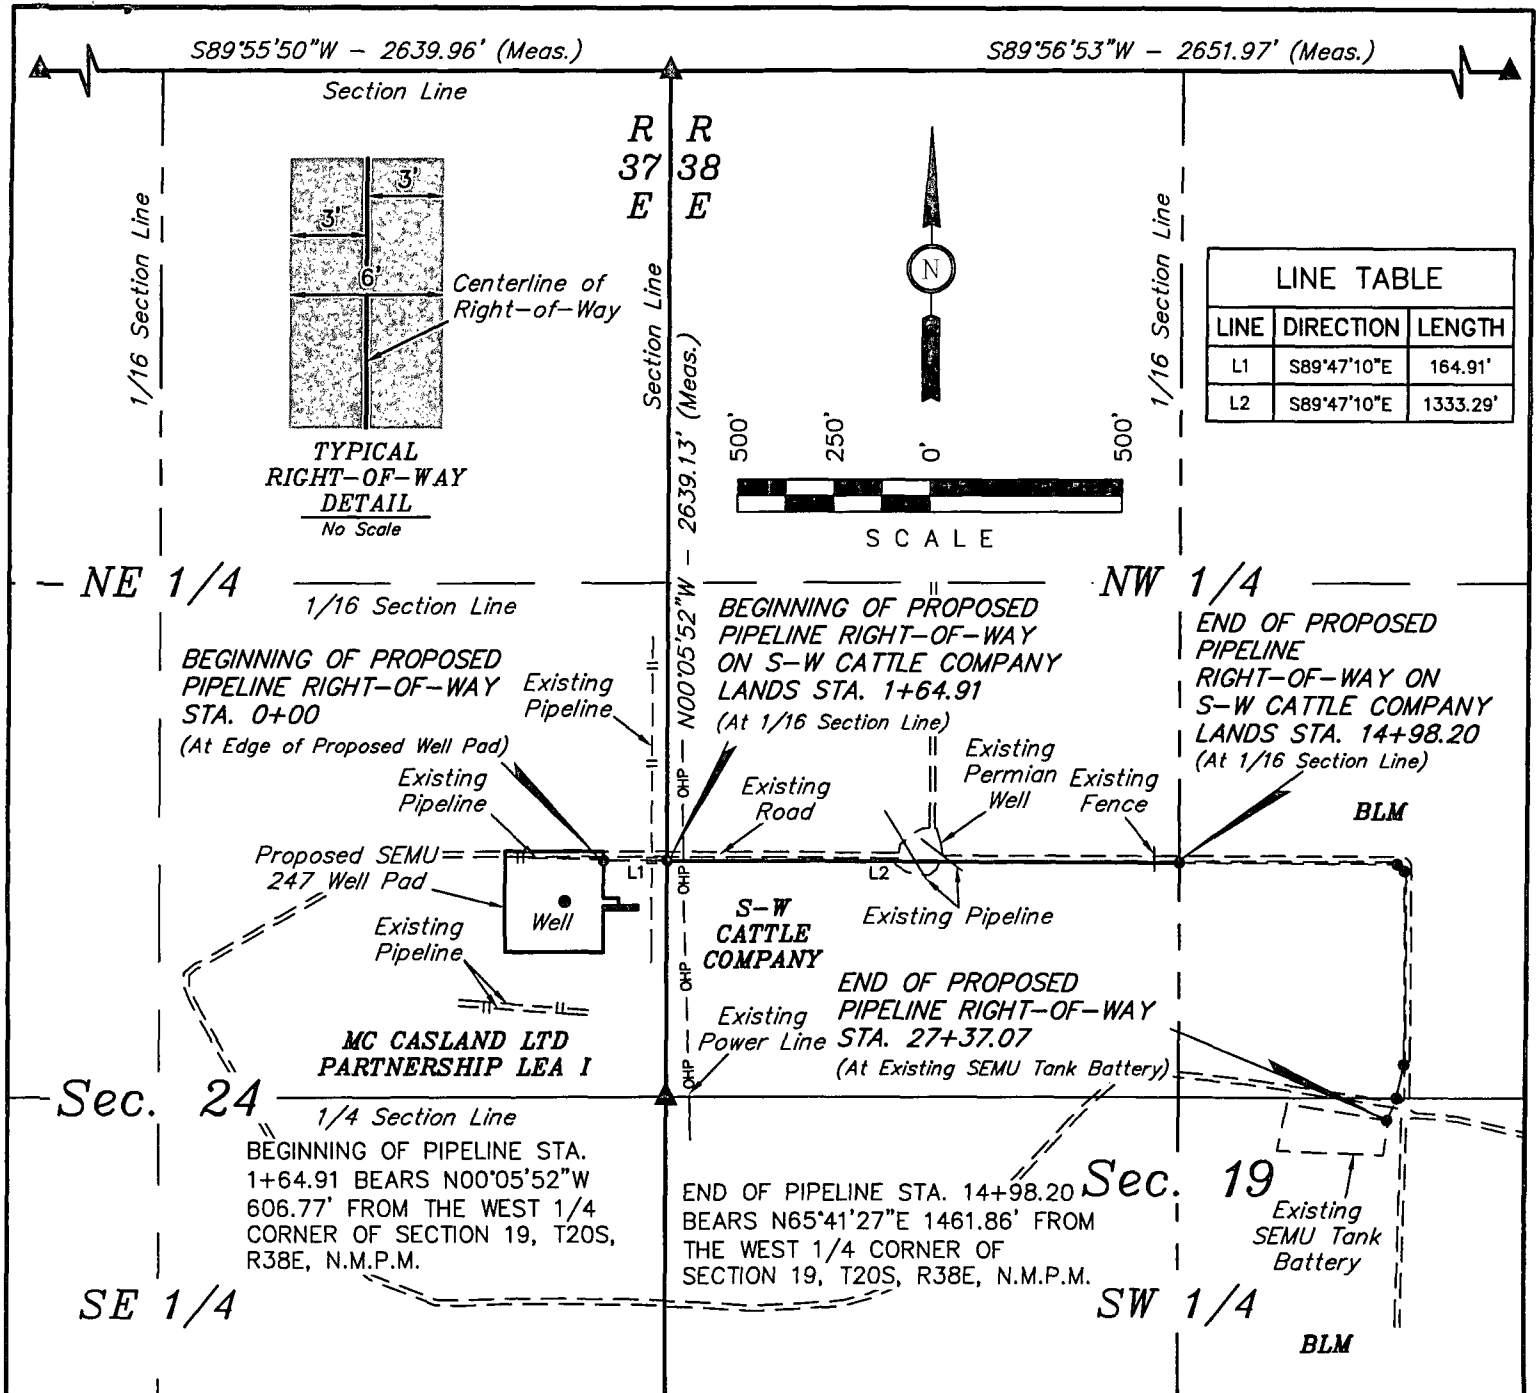 S89°55'50"W - 2639.96' (Meas.)
S89°56'53"W - 2651.97' (Meas.)
Section Line
R R
37 38
E E
3'
3'
6'
Centerline of
Right-of-Way
TYPICAL
RIGHT-OF-WAY
DETAIL
No Scale
1/16 Section Line
Section Line
N00°05'52"W - 2639.13' (Meas.)
1/16 Section Line
N
LINE TABLE
LINE DIRECTION LENGTH
L1 S89°47'10"E 164.91'
L2 S89°47'10"E 1333.29'
500' 250' 0' 500'
SCALE
NE 1/4
NW 1/4
1/16 Section Line
BEGINNING OF PROPOSED
PIPELINE RIGHT-OF-WAY
STA. 0+00
(At Edge of Proposed Well Pad)
Existing
Pipeline
BEGINNING OF PROPOSED
PIPELINE RIGHT-OF-WAY
ON S-W CATTLE COMPANY
LANDS STA. 1+64.91
(At 1/16 Section Line)
END OF PROPOSED
PIPELINE
RIGHT-OF-WAY ON
S-W CATTLE COMPANY
LANDS STA. 14+98.20
(At 1/16 Section Line)
Existing
Pipeline
Existing
Road
Existing
Permian
Well
Existing
Fence
BLM
OHP
Proposed SEMU
247 Well Pad
L1
OHP
L2
Well
Existing
Pipeline
S-W
CATTLE
COMPANY
Existing Pipeline
OHP
MC CASLAND LTD
PARTNERSHIP LEA I
Existing
Power Line
OHP
END OF PROPOSED
PIPELINE RIGHT-OF-WAY
STA. 27+37.07
(At Existing SEMU Tank Battery)
Sec. 24
1/4 Section Line
BEGINNING OF PIPELINE STA.
1+64.91 BEARS N00°05'52"W
606.77' FROM THE WEST 1/4
CORNER OF SECTION 19, T20S,
R38E, N.M.P.M.
END OF PIPELINE STA. 14+98.20
BEARS N65°41'27"E 1461.86' FROM
THE WEST 1/4 CORNER OF
SECTION 19, T20S, R38E, N.M.P.M.
Sec. 19
Existing
SEMU Tank
Battery
SE 1/4
SW 1/4
BLM